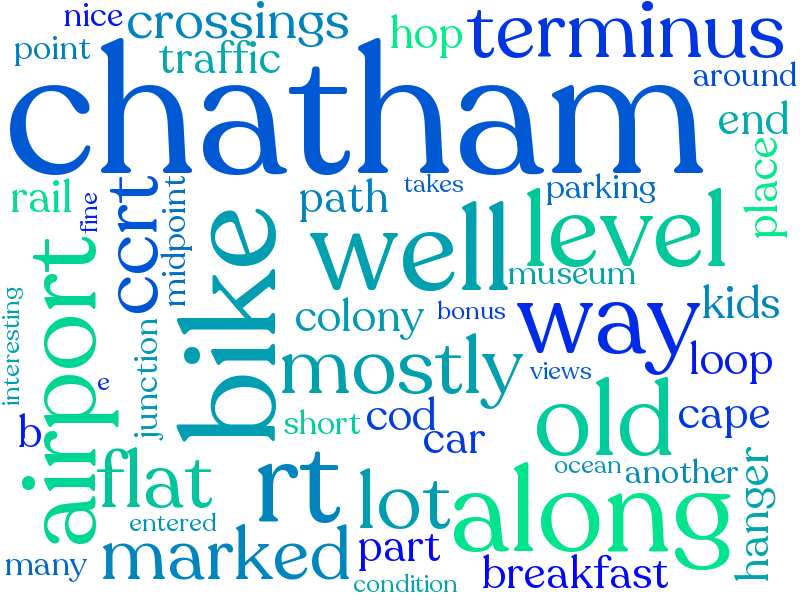 nice
crossings
hop
terminus
point
traffic
around
chatham
end
place
rail
fine
ccrt
midpoint
path
takes
parking
bike
well
level
museum
airport
interesting
junction
colony
bonus
way
kids
mostly
views
loop
e
b
short
cod
car
old
cape
flat
rt
lot
along
ocean
another
hanger
entered
marked
part
many
condition
breakfast